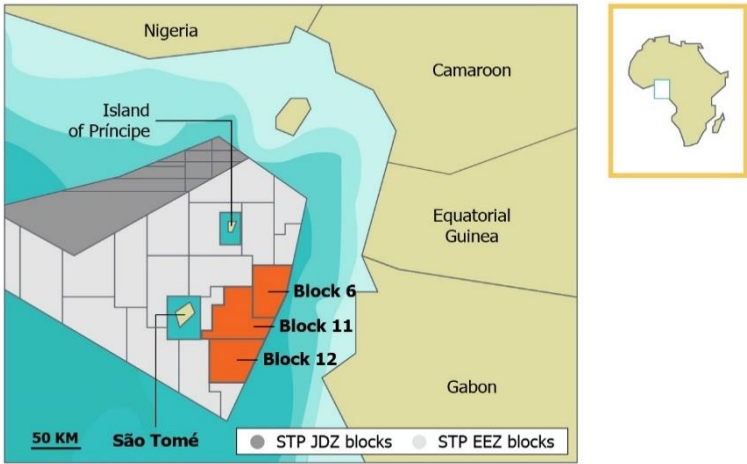 Nigeria
Camaroon
Island
of Príncipe
Equatorial
Guinea
Block 6
Block 11
Block 12
Gabon
50 KM
São Tomé
STP JDZ blocks
STP EEZ blocks